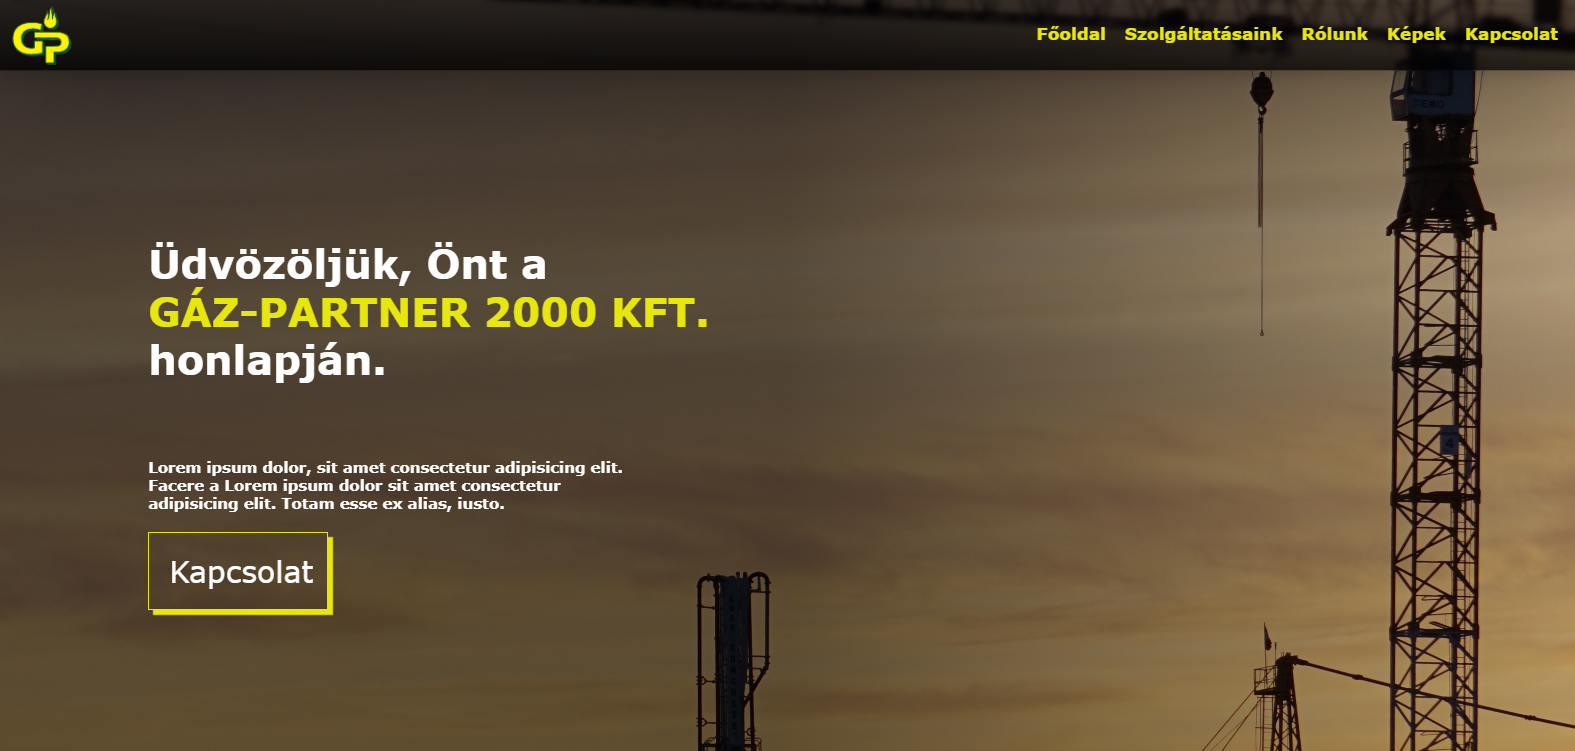 GP
Főoldal Szolgáltatásaink Rólunk Képek Kapcsolat
Üdvözöljük, Önt a
GÁZ-PARTNER 2000 KFT.
honlapján.
Lorem ipsum dolor, sit amet consectetur adipisicing elit.
Facere a Lorem ipsum dolor sit amet consectetur
adipisicing elit. Totam esse ex alias, iusto.
Kapcsolat
4